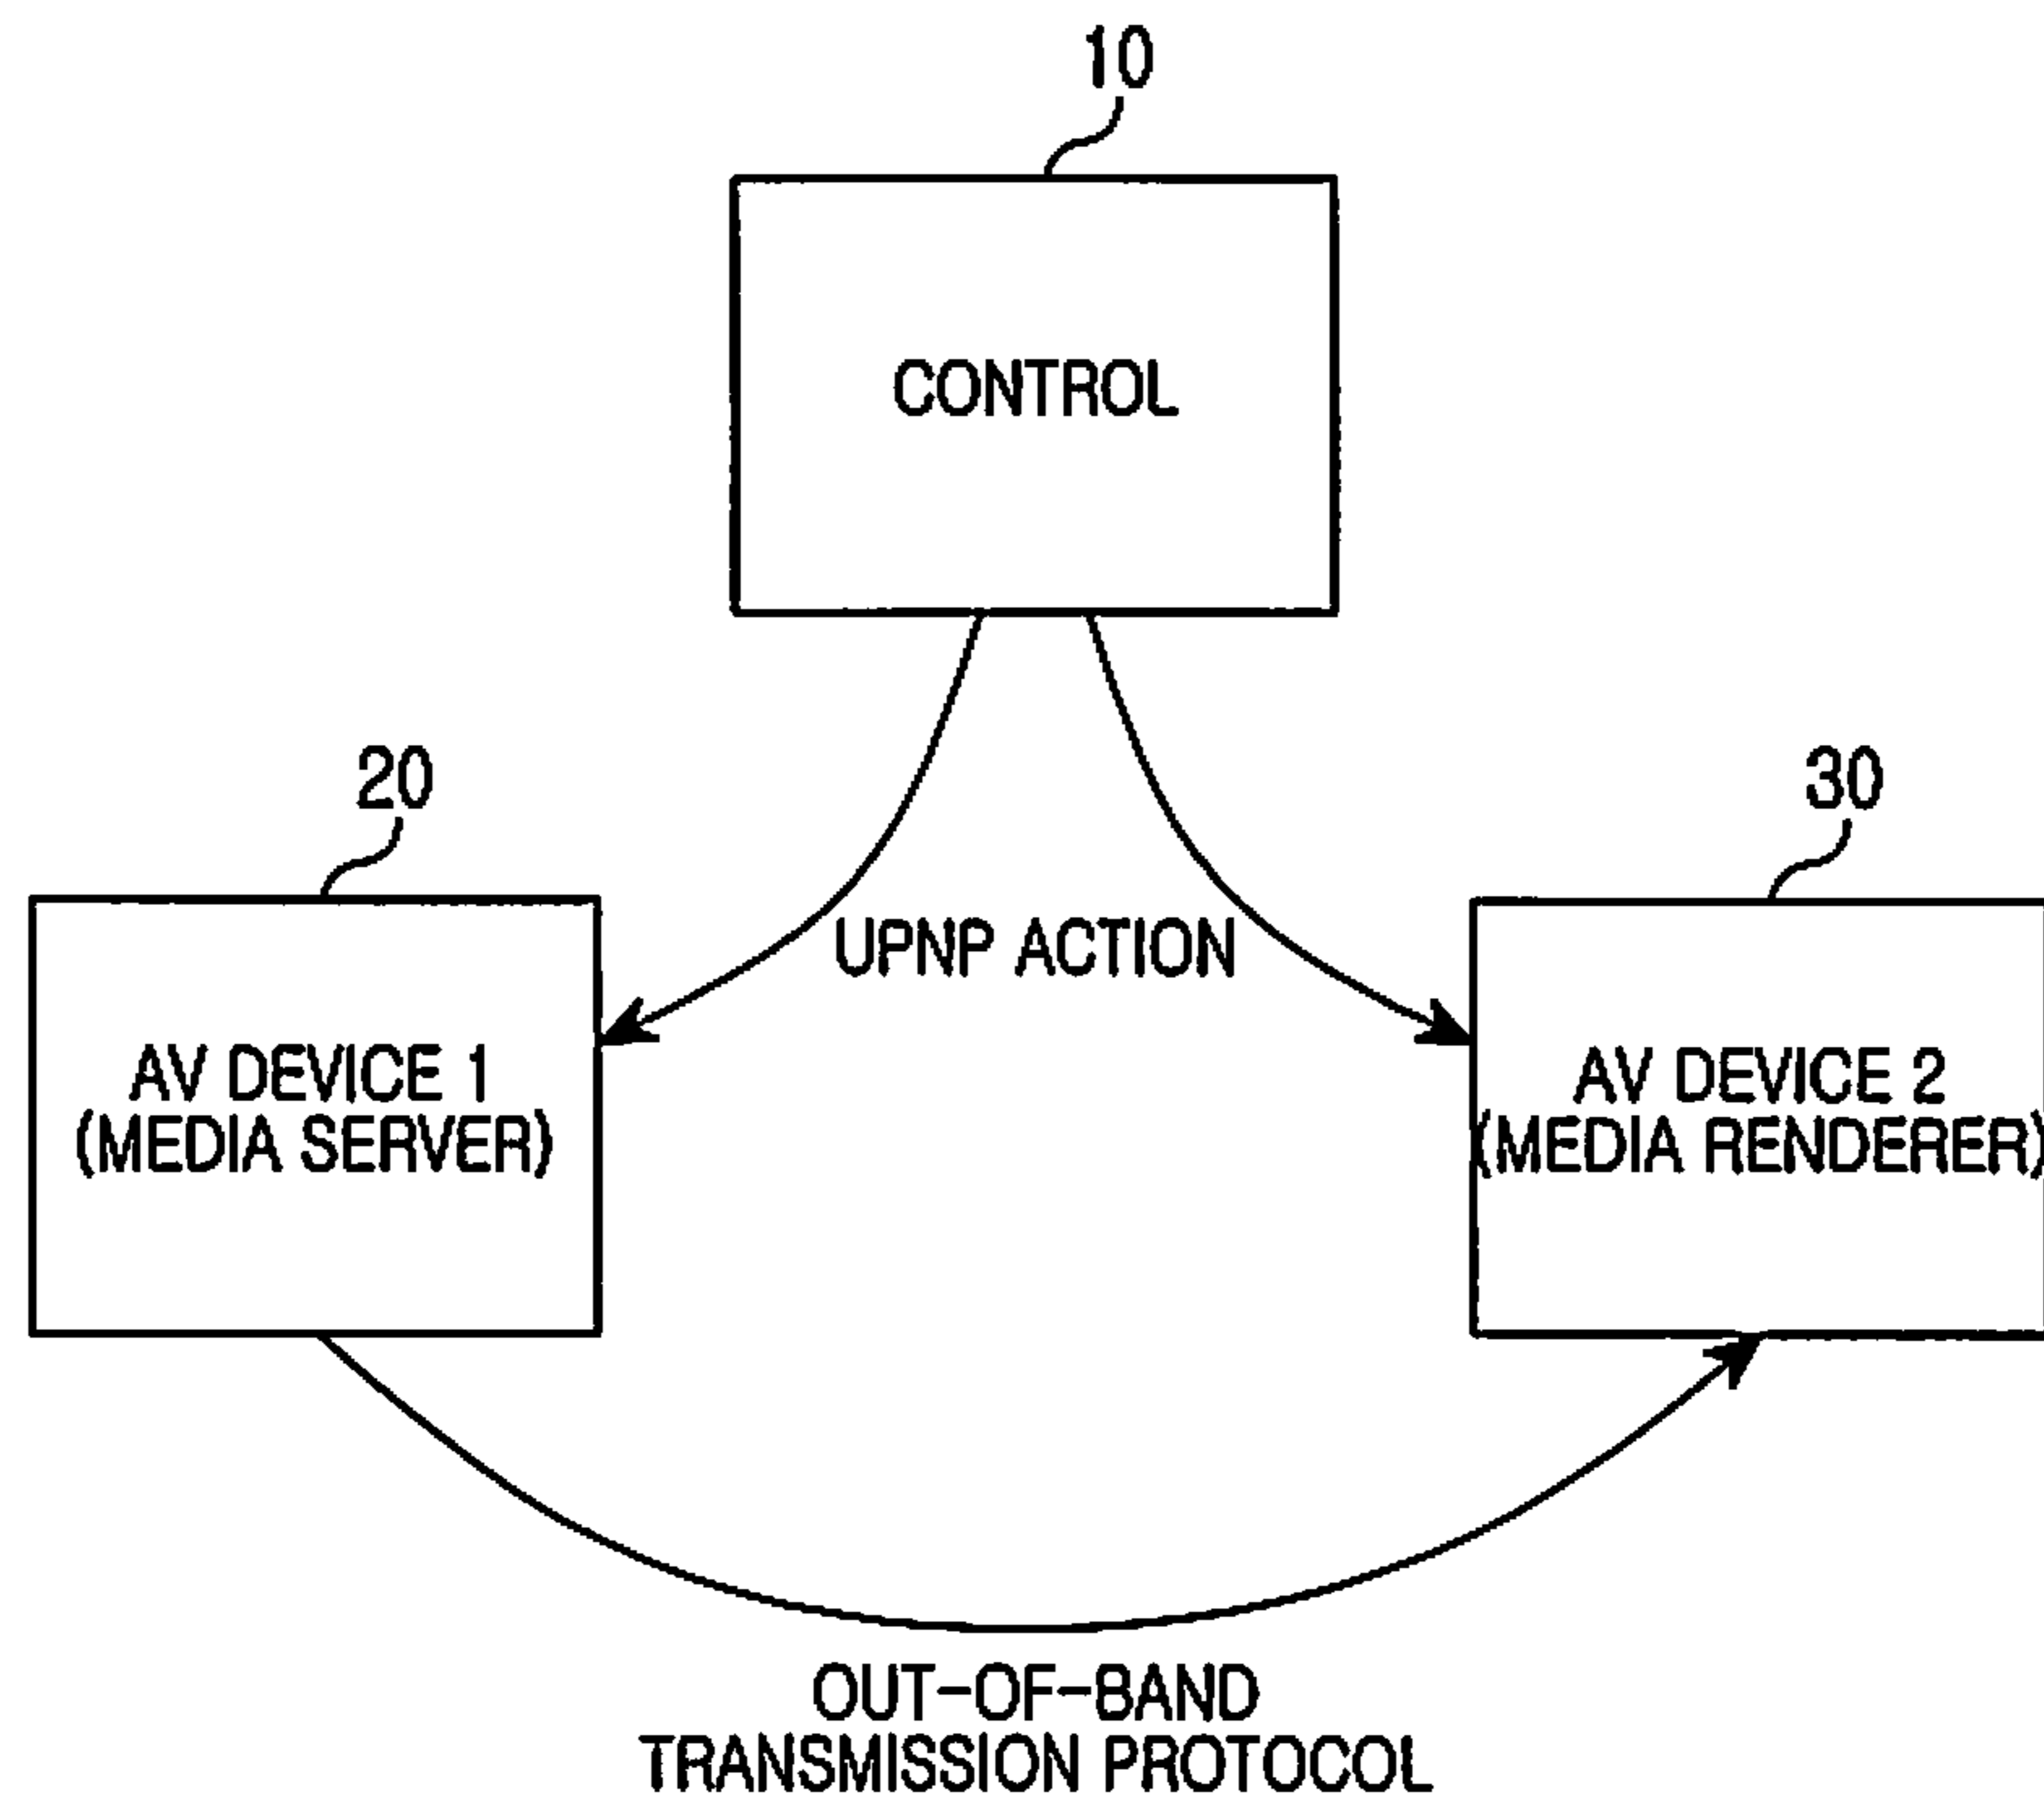 10
CONTROL
20
30
UPNP ACTION
AV DEVICE 1
(MEDIA SERVER)
AV DEVICE 2
(MEDIA RENDERER)
OUT-OF-BAND
TRANSMISSION PROTOCOL